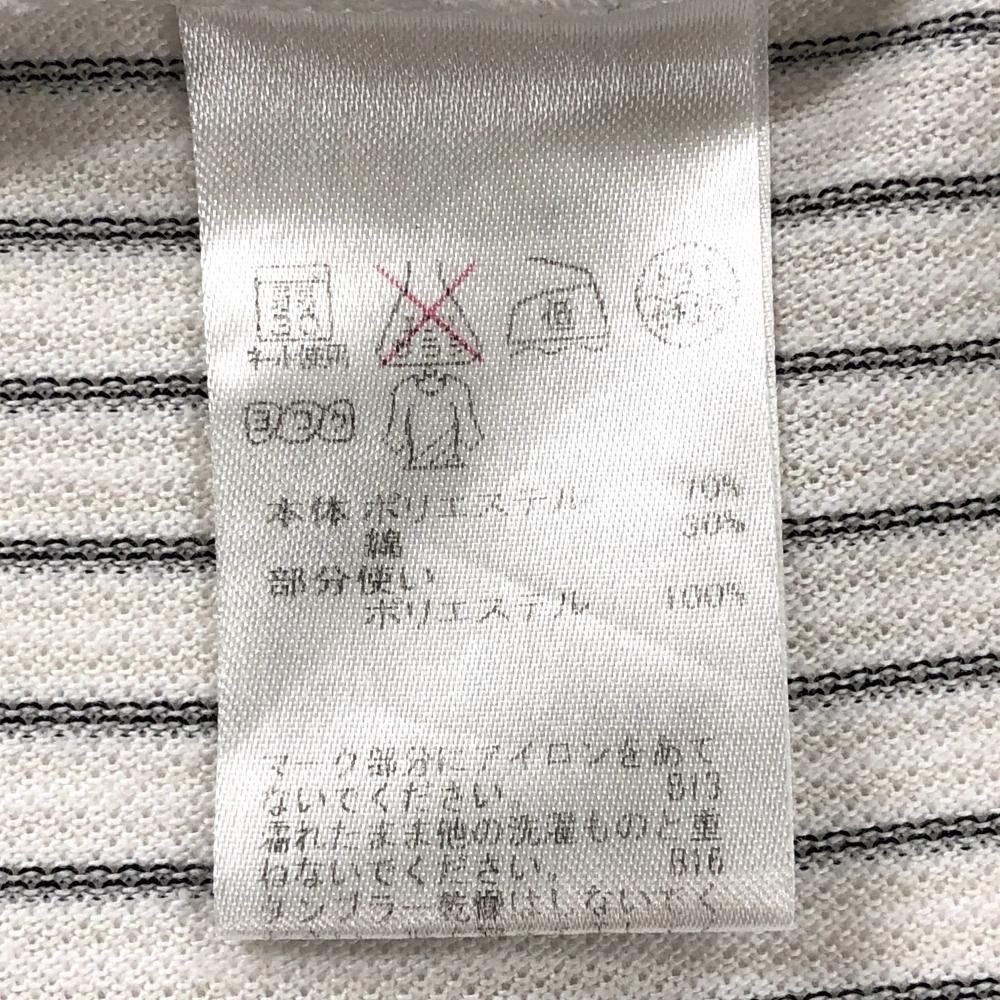 ネット使用
低
本体 ポリエステル 70%
綿 30%
部分使い
ポリエステル 100%
マーク部分にアイロンをあて
ないでください。 B13
濡れたまま他の洗濯ものと重
ねないでください。 B16
タンブラー乾燥はしないでく